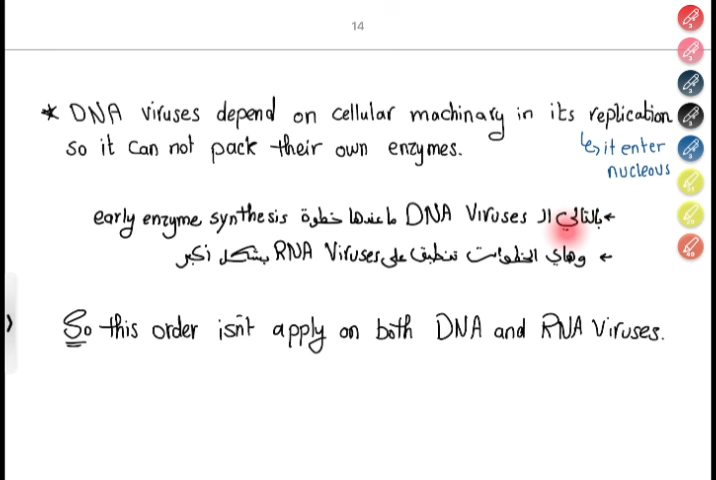 14
* DNA viruses depend on cellular machinary in its replication
↳ it enter
nucleous
so it can not pack their own enzymes.
← بالتالي الـ DNA Viruses ما عندها خطوة early enzyme synthesis
← وهاي الخطوات تنطبق على RNA Viruses بشكل أكبر
So this order isn't apply on both DNA and RNA Viruses.